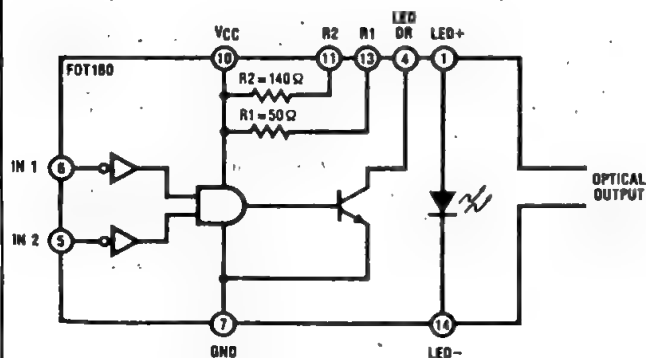 VCC R2 R1 LED DR LED+
10 11 13 4 1
FOT180
R2 = 140 Ω
R1 = 50 Ω
IN 1 6
IN 2 5
OPTICAL
OUTPUT
7 14
GND LED−